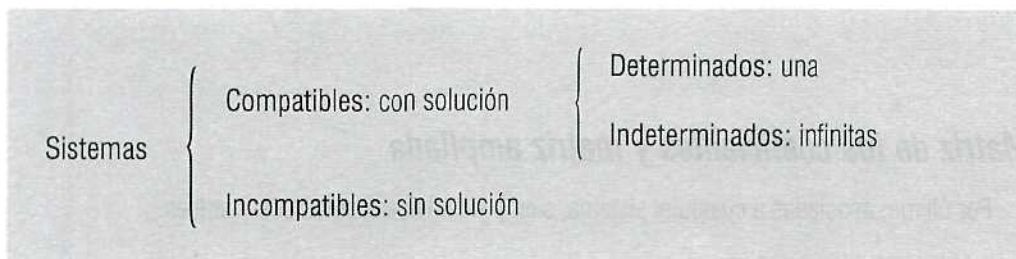 Determinados: una
Compatibles: con solución
Indeterminados: infinitas
Sistemas
Incompatibles: sin solución